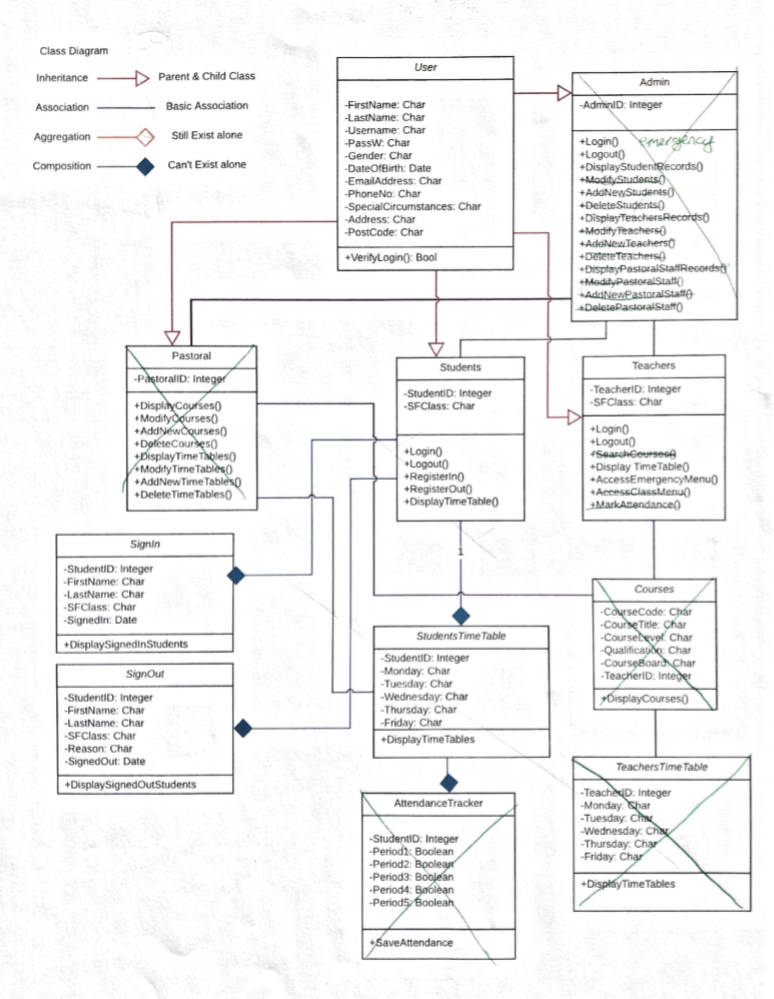 Class Diagram
Inheritance
Parent & Child Class
Association
Basic Association
Aggregation
Still Exist alone
Composition
Can't Exist alone
User
-FirstName: Char
-LastName: Char
-Username: Char
-PassW: Char
-Gender: Char
-DateOfBirth: Date
-EmailAddress: Char
-PhoneNo: Char
-SpecialCircumstances: Char
-Address: Char
-PostCode: Char
+VerifyLogin(): Bool
Admin
-AdminID: Integer
+Login()
emergency
+Logout()
+DisplayStudentRecords()
+ModifyStudents()
+AddNewStudents()
+DeleteStudents()
+DisplayTeachersRecords()
+ModifyTeachers()
+AddNewTeachers()
+DeleteTeachers()
+DisplayPastoralStaffRecords()
+ModifyPastoralStaff()
+AddNewPastoralStaff()
+DeletePastoralStaff()
Pastoral
-PastoralID: Integer
+DisplayCourses()
+ModifyCourses()
+AddNewCourses()
+DeleteCourses()
+DisplayTimeTables()
+ModifyTimeTables()
+AddNewTimeTables()
+DeleteTimeTables()
Students
-StudentID: Integer
-SFClass: Char
+Login()
+Logout()
+RegisterIn()
+RegisterOut()
+DisplayTimeTable()
1
Teachers
-TeacherID: Integer
-SFClass: Char
+Login()
+Logout()
+SearchCourses()
+Display TimeTable()
+AccessEmergencyMenu()
+AccessClassMenu()
+MarkAttendance()
SignIn
-StudentID: Integer
-FirstName: Char
-LastName: Char
-SFClass: Char
-SignedIn: Date
+DisplaySignedInStudents
SignOut
-StudentID: Integer
-FirstName: Char
-LastName: Char
-SFClass: Char
-Reason: Char
-SignedOut: Date
+DisplaySignedOutStudents
StudentsTimeTable
-StudentID: Integer
-Monday: Char
-Tuesday: Char
-Wednesday: Char
-Thursday: Char
-Friday: Char
+DisplayTimeTables
Courses
-CourseCode: Char
-CourseTitle: Char
-CourseLevel: Char
-Qualification: Char
-CourseBoard: Char
-TeacherID: Integer
+DisplayCourses()
AttendanceTracker
-StudentID: Integer
-Period1: Boolean
-Period2: Boolean
-Period3: Boolean
-Period4: Boolean
-Period5: Boolean
+SaveAttendance
TeachersTimeTable
-TeacherID: Integer
-Monday: Char
-Tuesday: Char
-Wednesday: Char
-Thursday: Char
-Friday: Char
+DisplayTimeTables